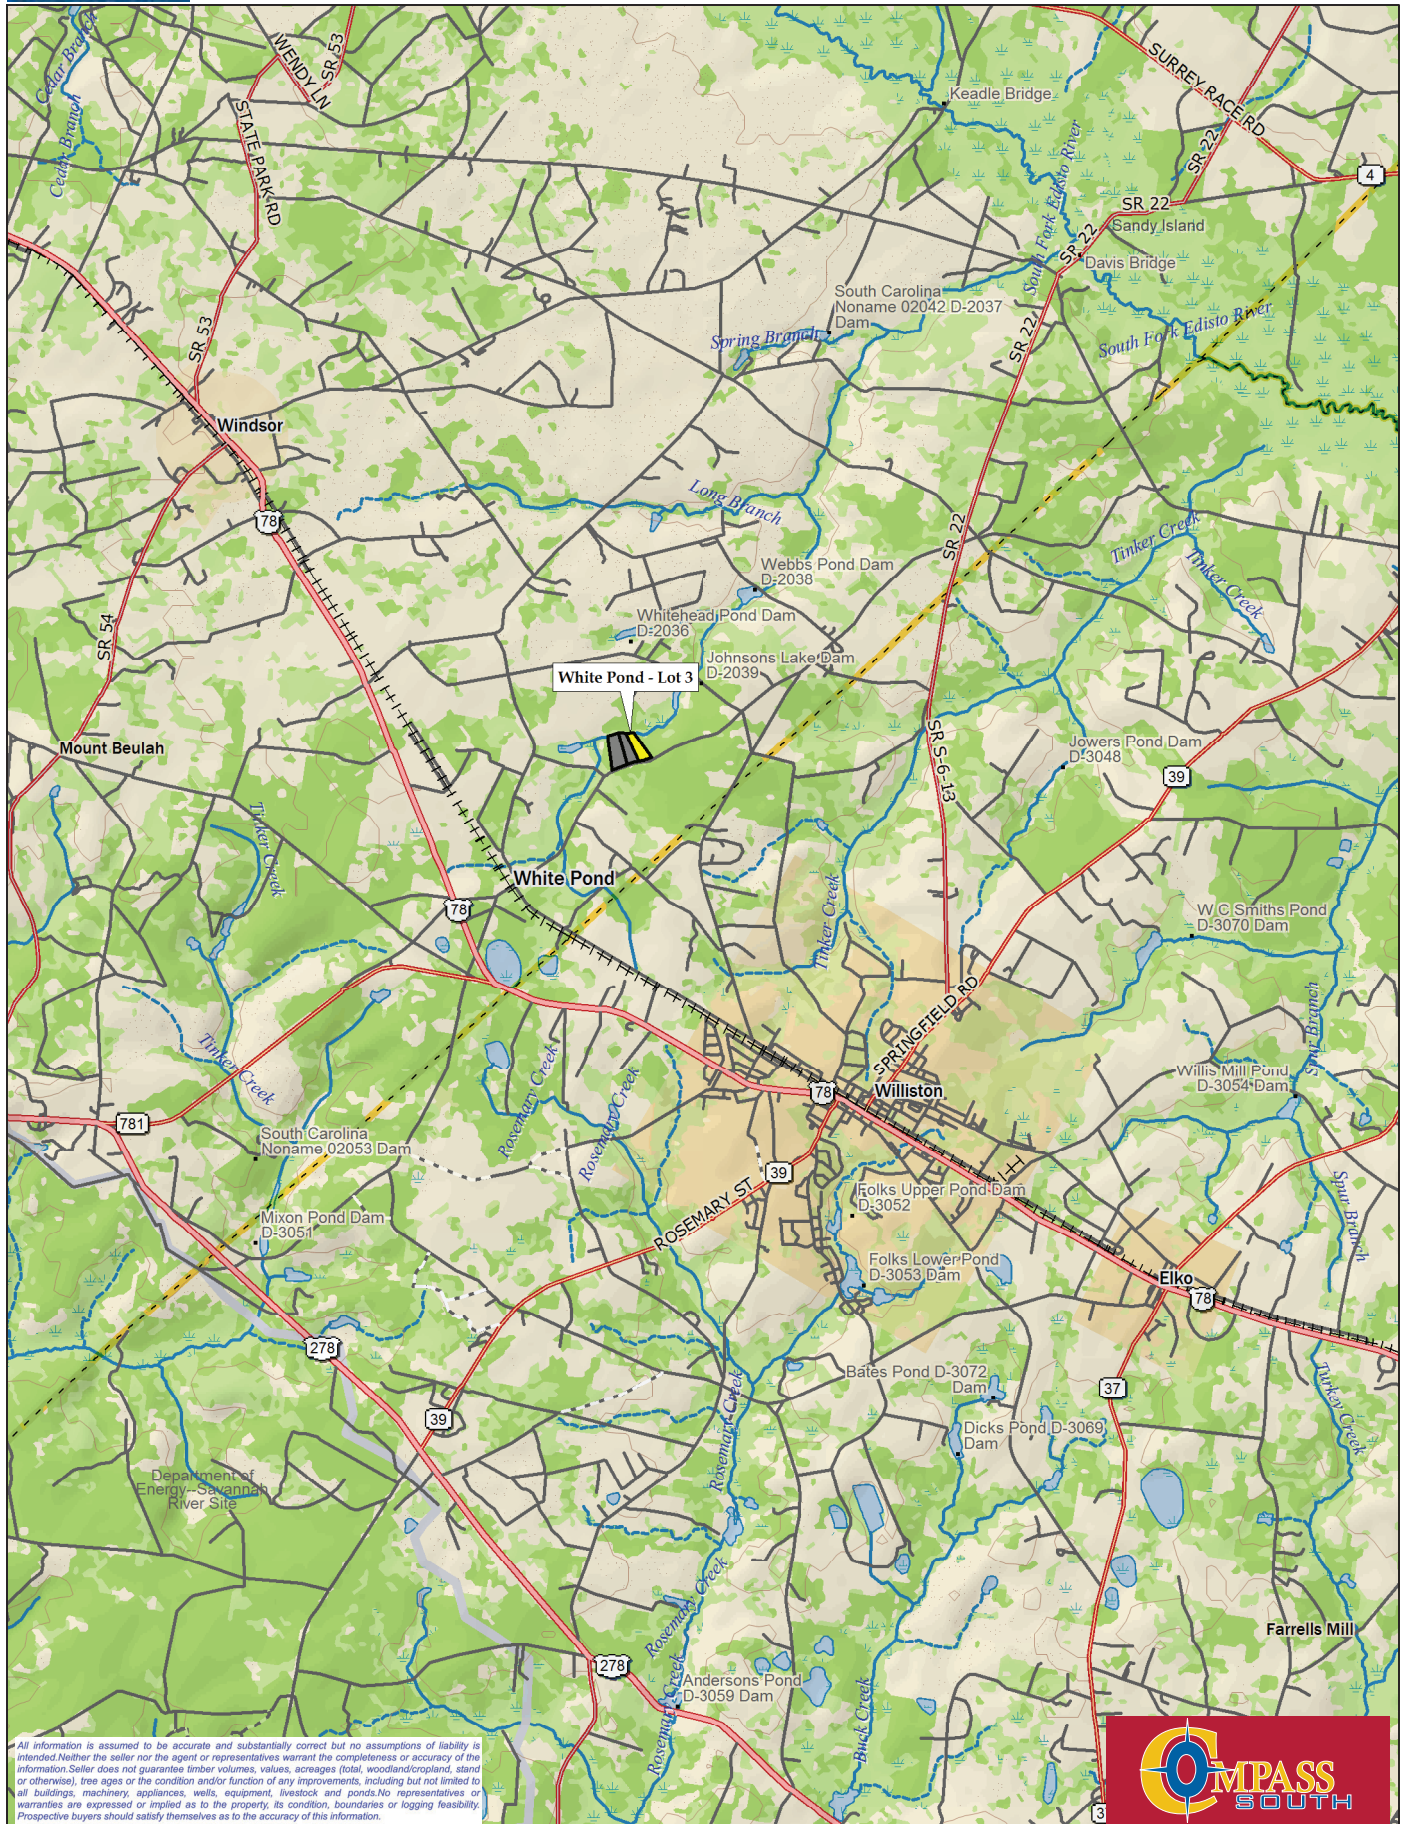 Cedar Branch
Cedar Branch
WENDY LN
SR 53
STATE PARK RD
SR 53
Keadle Bridge
SURREY RACE RD
SR 22
4
SR 22
Sandy Island
SR 22
Davis Bridge
South Fork Edisto River
South Carolina
Noname 02042 D-2037
Dam
Spring Branch
South Fork Edisto River
SR 22
Windsor
78
Long Branch
SR 22
Tinker Creek
Tinker Creek
Webbs Pond Dam
D-2038
Whitehead Pond Dam
D-2036
SR 54
Johnsons Lake Dam
D-2039
White Pond - Lot 3
Mount Beulah
SR S-6-13
Jowers Pond Dam
D-3048
39
Tinker Creek
White Pond
78
Tinker Creek
W C Smiths Pond
D-3070 Dam
SPRINGFIELD RD
Spur Branch
Tinker Creek
Rosemary Creek
Rosemary Creek
Willis Mill Pond
D-3054 Dam
78
Williston
781
South Carolina
Noname 02053 Dam
39
ROSEMARY ST
Folks Upper Pond Dam
D-3052
Spur Branch
Mixon Pond Dam
D-3051
Folks Lower Pond
D-3053 Dam
Elko
78
278
Bates Pond D-3072
Dam
37
Turkey Creek
39
Rosemary Creek
Dicks Pond D-3069
Dam
Department of
Energy--Savannah
River Site
Rosemary Creek
Farrells Mill
278
Rosemary Creek
Andersons Pond
D-3059 Dam
Buck Creek
All information is assumed to be accurate and substantially correct but no assumptions of liability is
intended.Neither the seller nor the agent or representatives warrant the completeness or accuracy of the
information.Seller does not guarantee timber volumes, values, acreages (total, woodland/cropland, stand
or otherwise), tree ages or the condition and/or function of any improvements, including but not limited to
all buildings, machinery, appliances, wells, equipment, livestock and ponds.No representatives or
warranties are expressed or implied as to the property, its condition, boundaries or logging feasibility.
Prospective buyers should satisfy themselves as to the accuracy of this information.
COMPASS
SOUTH